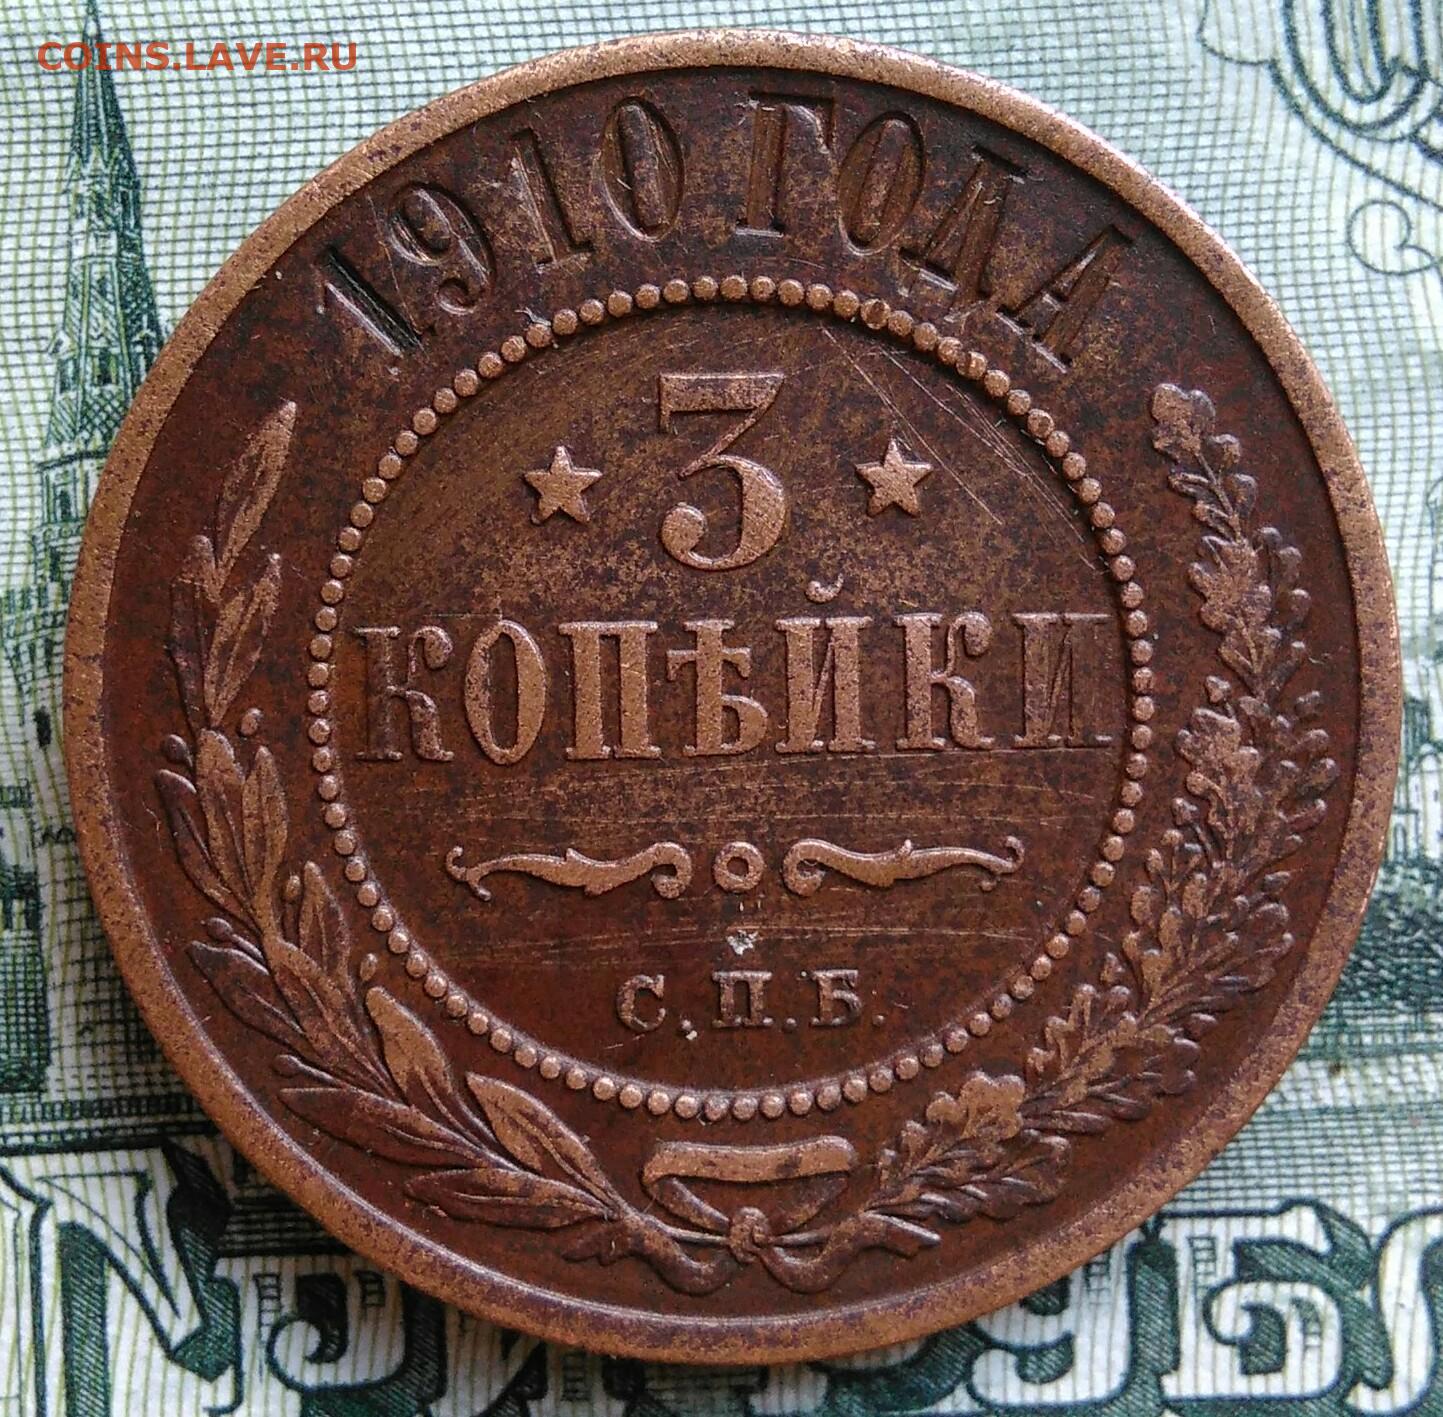 COINS.LAVE.RU
1910 ГОДА
3
КОПѢЙКИ
С.П.Б.